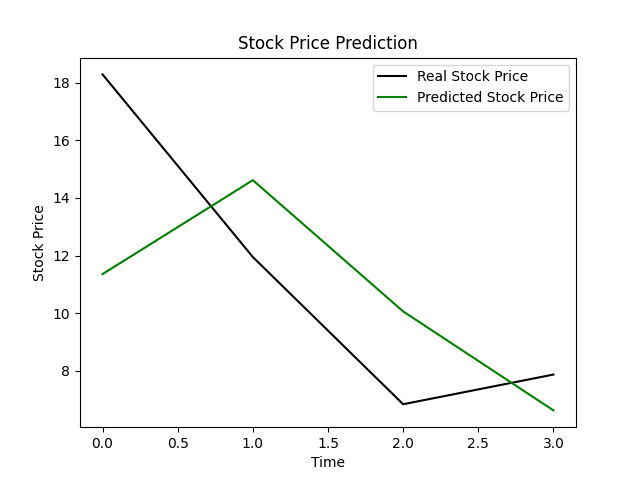 Stock Price Prediction
Real Stock Price
Predicted Stock Price
Stock Price
18
16
14
12
10
8
0.0 0.5 1.0 1.5 2.0 2.5 3.0
Time